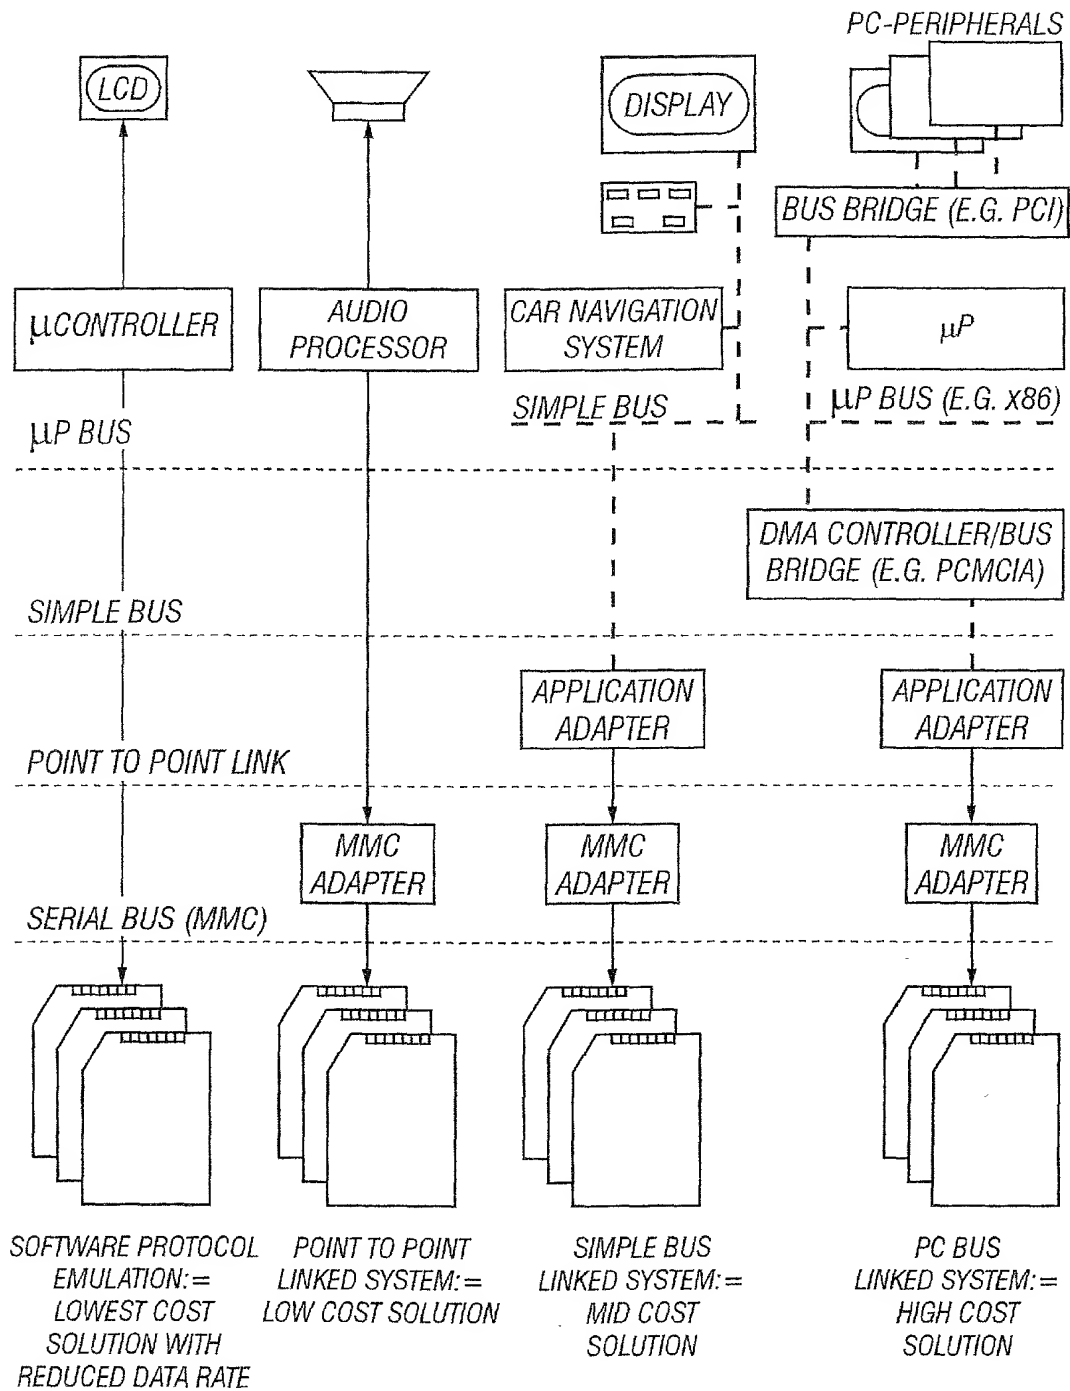 PC-PERIPHERALS
LCD
DISPLAY
BUS BRIDGE (E.G. PCI)
µCONTROLLER
AUDIO
PROCESSOR
CAR NAVIGATION
SYSTEM
µP
SIMPLE BUS
µP BUS (E.G. X86)
µP BUS
DMA CONTROLLER/BUS
BRIDGE (E.G. PCMCIA)
SIMPLE BUS
APPLICATION
ADAPTER
APPLICATION
ADAPTER
POINT TO POINT LINK
MMC
ADAPTER
MMC
ADAPTER
MMC
ADAPTER
SERIAL BUS (MMC)
SOFTWARE PROTOCOL
EMULATION:=
LOWEST COST
SOLUTION WITH
REDUCED DATA RATE
POINT TO POINT
LINKED SYSTEM:=
LOW COST SOLUTION
SIMPLE BUS
LINKED SYSTEM:=
MID COST
SOLUTION
PC BUS
LINKED SYSTEM:=
HIGH COST
SOLUTION